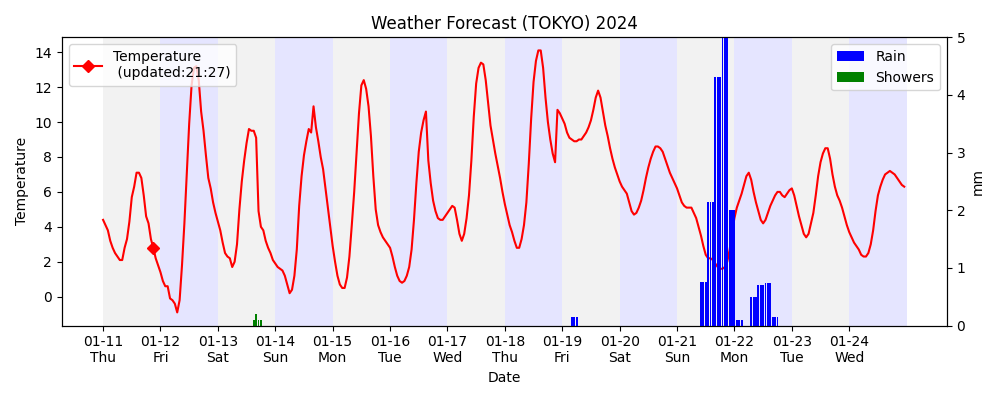 Weather Forecast (TOKYO) 2024
Temperature
(updated:21:27)
Rain
Showers
Temperature
14
12
10
8
6
4
2
0
5
4
3
2
1
0
mm
01-11 01-12 01-13 01-14 01-15 01-16 01-17 01-18 01-19 01-20 01-21 01-22 01-23 01-24
Thu Fri Sat Sun Mon Tue Wed Thu Fri Sat Sun Mon Tue Wed
Date